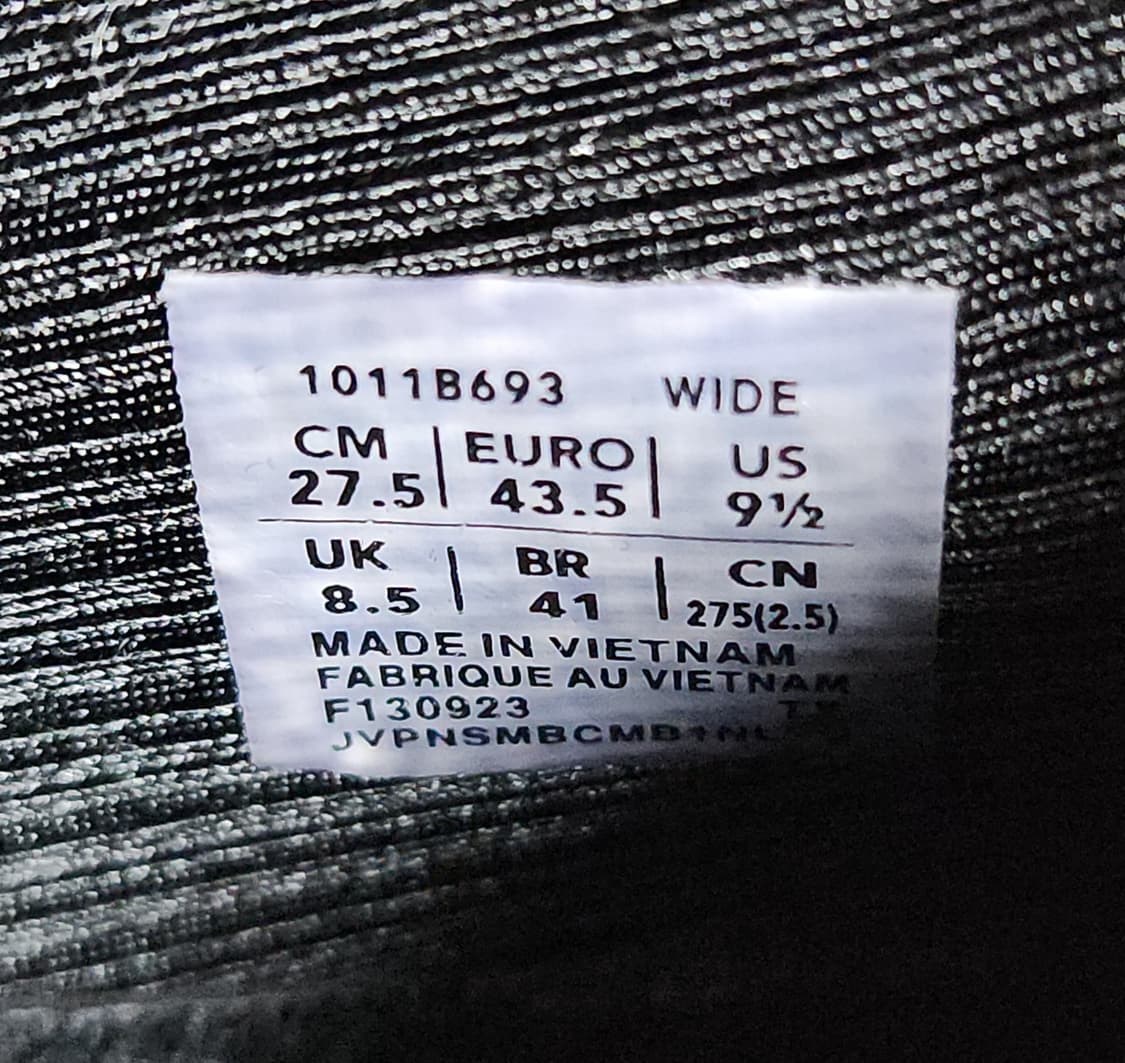 1011B693 WIDE
CM | EURO | US
27.5 43.5 9½
UK | BR | CN
8.5 41 275(2.5)
MADE IN VIETNAM
FABRIQUE AU VIETNAM
F130923